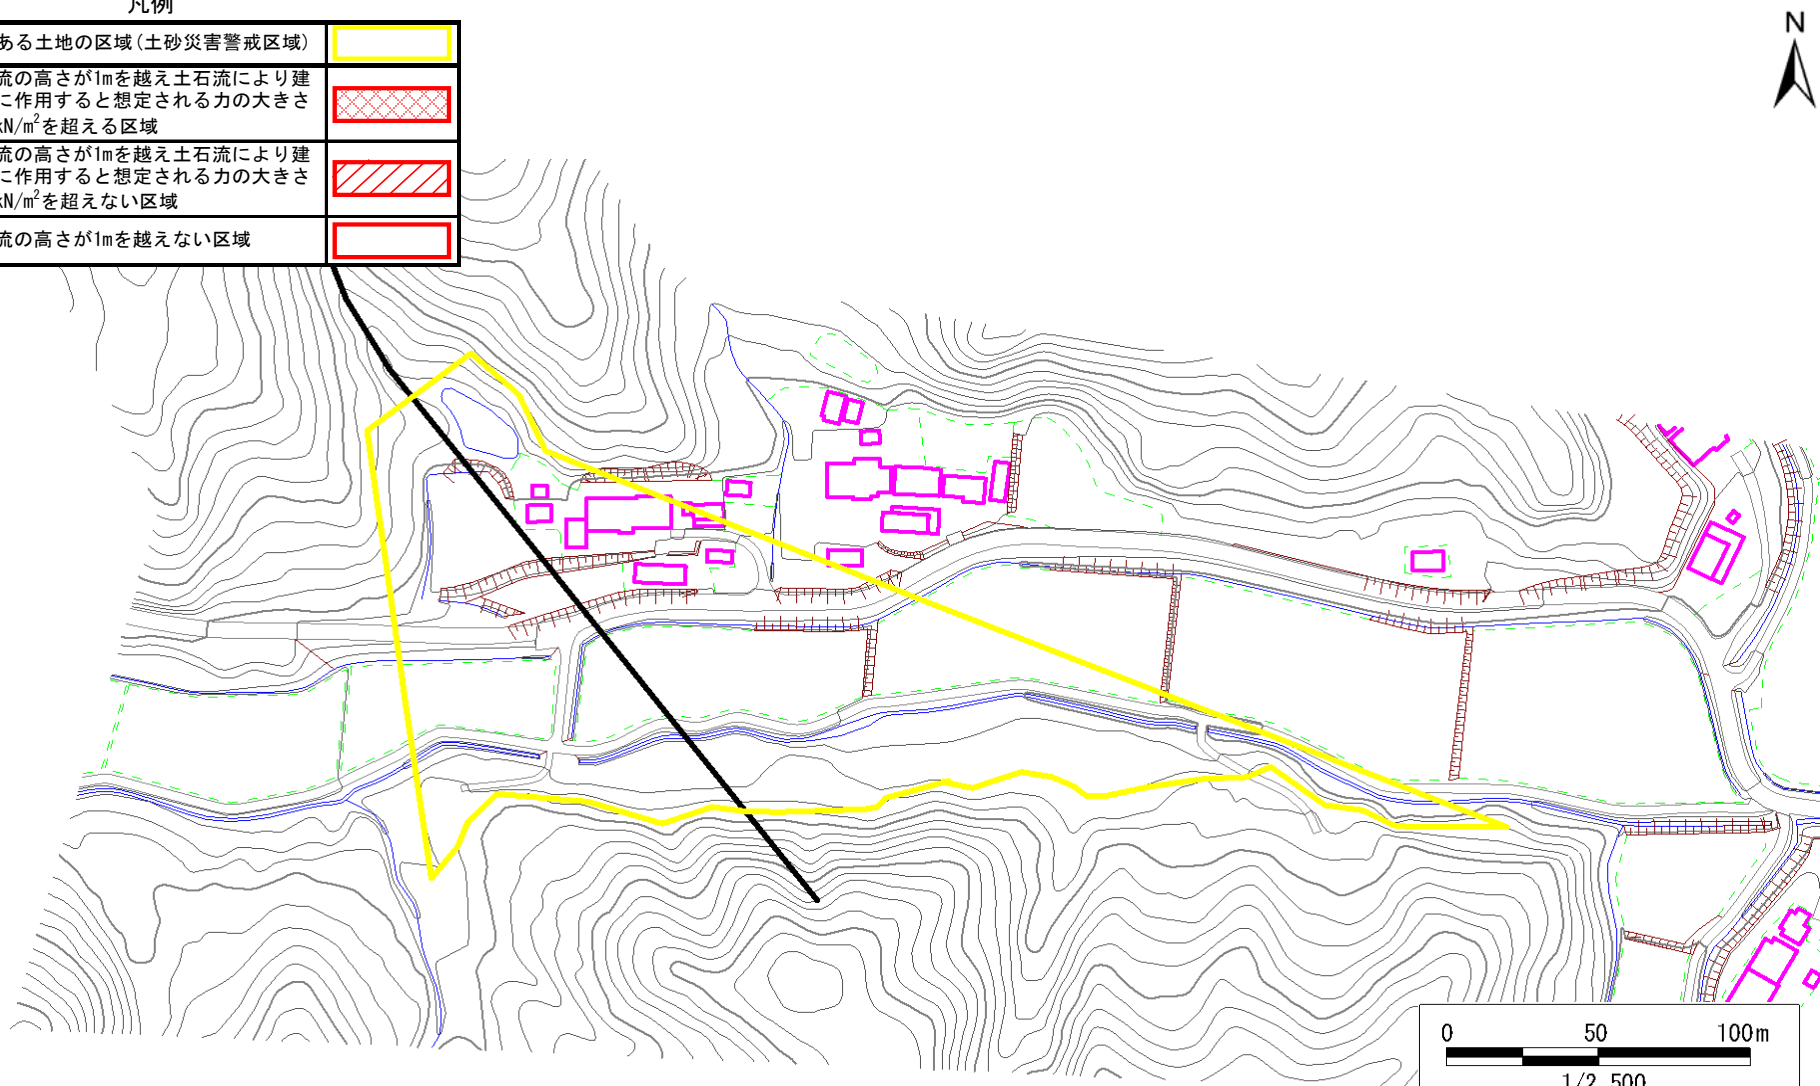 凡例
ある土地の区域(土砂災害警戒区域)
流の高さが1mを越え土石流により建
に作用すると想定される力の大きさ
kN/m²を超える区域
流の高さが1mを越え土石流により建
に作用すると想定される力の大きさ
kN/m²を超えない区域
流の高さが1mを越えない区域
N
0 50 100m
1/2,500